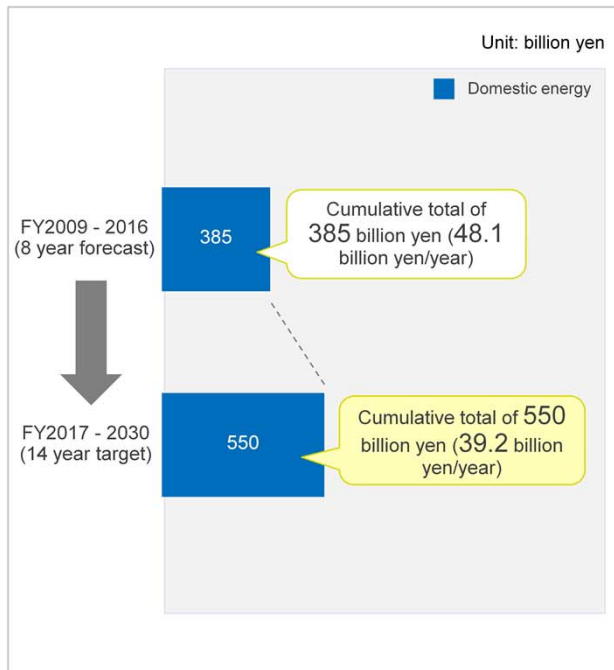 Unit: billion yen
Domestic energy
FY2009 - 2016
(8 year forecast)
385
Cumulative total of
385 billion yen (48.1
billion yen/year)
FY2017 - 2030
(14 year target)
550
Cumulative total of 550
billion yen (39.2 billion
yen/year)